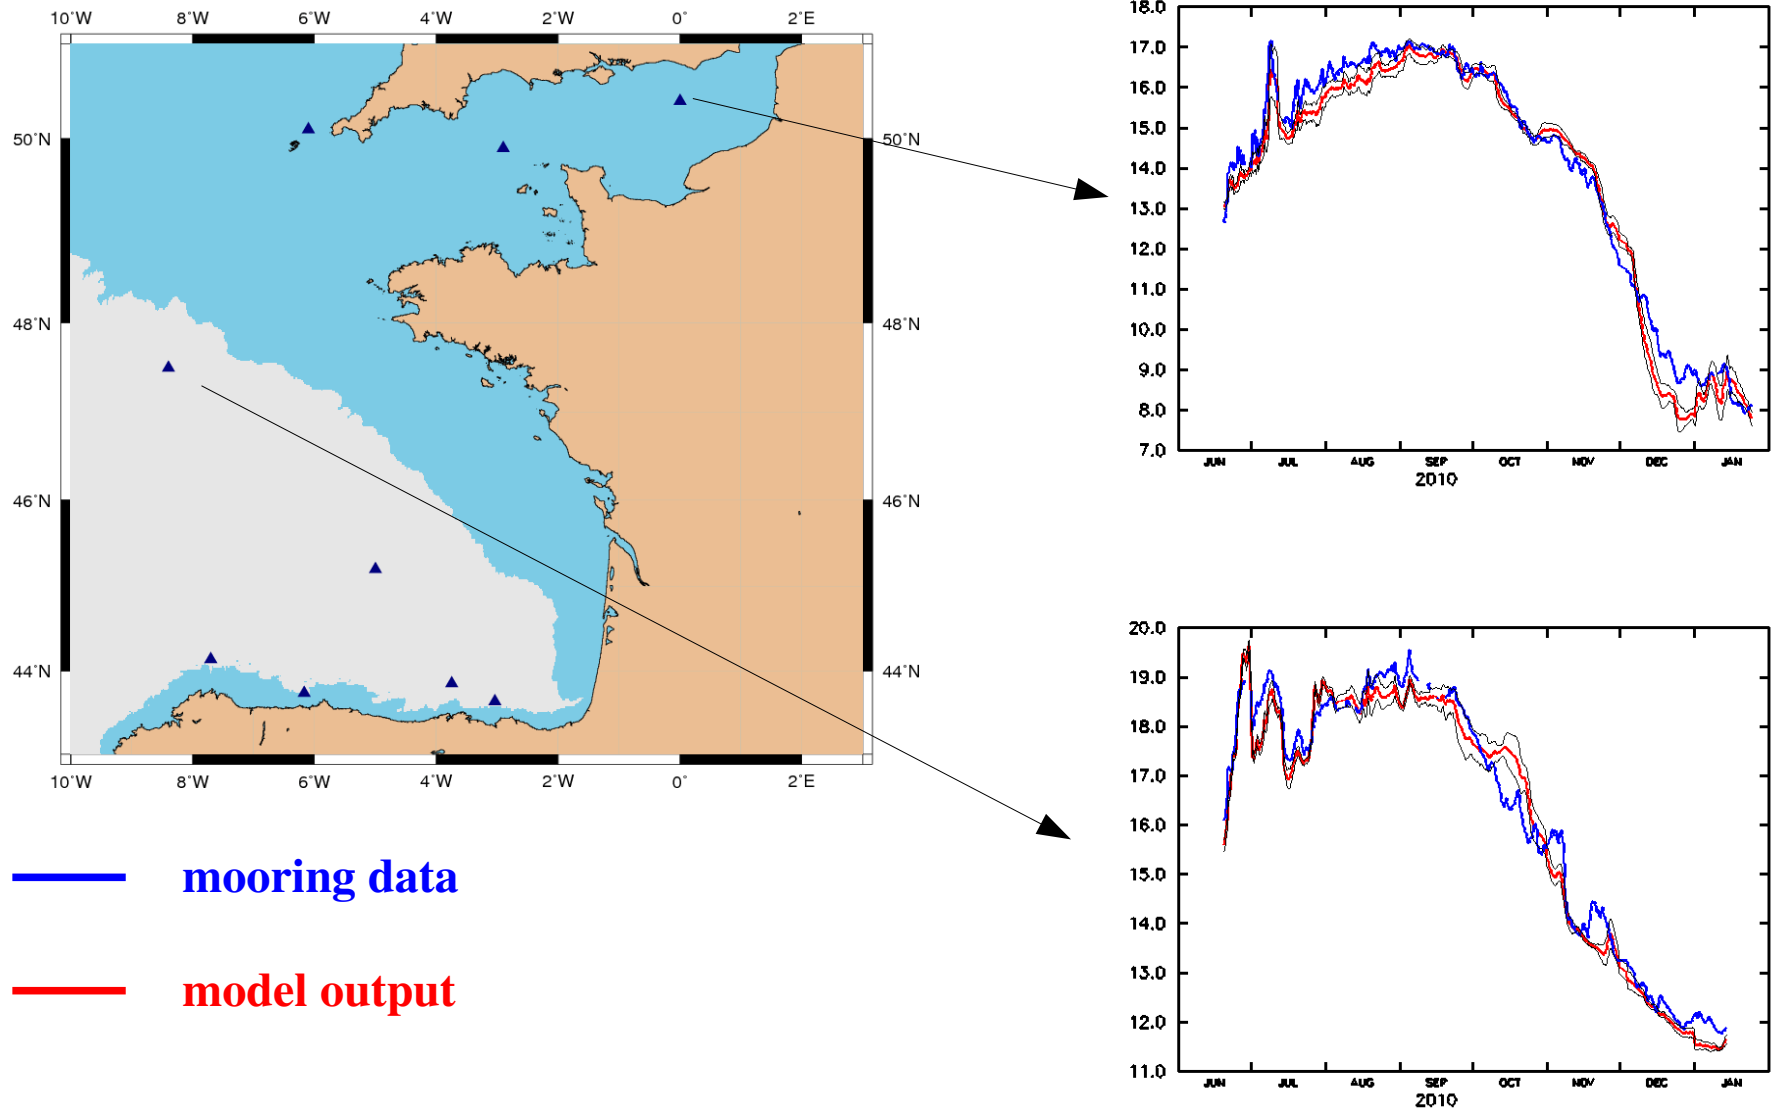 10°W 8°W 6°W 4°W 2°W 0° 2°E
50°N 50°N
48°N 48°N
46°N 46°N
44°N 44°N
10°W 8°W 6°W 4°W 2°W 0° 2°E
mooring data
model output
18.0
17.0
16.0
15.0
14.0
13.0
12.0
11.0
10.0
9.0
8.0
7.0
JUN JUL AUG SEP OCT NOV DEC JAN
2010
20.0
19.0
18.0
17.0
16.0
15.0
14.0
13.0
12.0
11.0
JUN JUL AUG SEP OCT NOV DEC JAN
2010